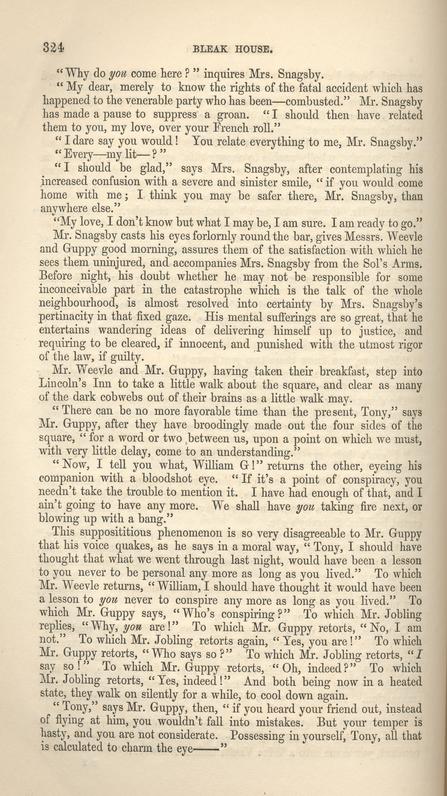 324 BLEAK HOUSE.
"Why do you come here?" inquires Mrs. Snagsby.
"My dear, merely to know the rights of the fatal accident which has
happened to the venerable party who has been—combusted." Mr. Snagsby
has made a pause to suppress a groan. "I should then have related
them to you, my love, over your French roll."
"I dare say you would! You relate everything to me, Mr. Snagsby."
"Every—my lit—?"
"I should be glad," says Mrs. Snagsby, after contemplating his
increased confusion with a severe and sinister smile, "if you would come
home with me; I think you may be safer there, Mr. Snagsby, than
anywhere else."
"My love, I don't know but what I may be, I am sure. I am ready to go."
Mr. Snagsby casts his eyes forlornly round the bar, gives Messrs. Weevle
and Guppy good morning, assures them of the satisfaction with which he
sees them uninjured, and accompanies Mrs. Snagsby from the Sol's Arms.
Before night, his doubt whether he may not be responsible for some
inconceivable part in the catastrophe which is the talk of the whole
neighbourhood, is almost resolved into certainty by Mrs. Snagsby's
pertinacity in that fixed gaze. His mental sufferings are so great, that he
entertains wandering ideas of delivering himself up to justice, and
requiring to be cleared, if innocent, and punished with the utmost rigor
of the law, if guilty.
Mr. Weevle and Mr. Guppy, having taken their breakfast, step into
Lincoln's Inn to take a little walk about the square, and clear as many
of the dark cobwebs out of their brains as a little walk may.
"There can be no more favorable time than the present, Tony," says
Mr. Guppy, after they have broodingly made out the four sides of the
square, "for a word or two between us, upon a point on which we must,
with very little delay, come to an understanding."
"Now, I tell you what, William G!" returns the other, eyeing his
companion with a bloodshot eye. "If it's a point of conspiracy, you
needn't take the trouble to mention it. I have had enough of that, and I
ain't going to have any more. We shall have you taking fire next, or
blowing up with a bang."
This supposititious phenomenon is so very disagreeable to Mr. Guppy
that his voice quakes, as he says in a moral way, "Tony, I should have
thought that what we went through last night, would have been a lesson
to you never to be personal any more as long as you lived." To which
Mr. Weevle returns, "William, I should have thought it would have been
a lesson to you never to conspire any more as long as you lived." To
which Mr. Guppy says, "Who's conspiring?" To which Mr. Jobling
replies, "Why, you are!" To which Mr. Guppy retorts, "No, I am
not." To which Mr. Jobling retorts again, "Yes, you are!" To which
Mr. Guppy retorts, "Who says so?" To which Mr. Jobling retorts, "I
say so!" To which Mr. Guppy retorts, "Oh, indeed?" To which
Mr. Jobling retorts, "Yes, indeed!" And both being now in a heated
state, they walk on silently for a while, to cool down again.
"Tony," says Mr. Guppy, then, "if you heard your friend out, instead
of flying at him, you wouldn't fall into mistakes. But your temper is
hasty, and you are not considerate. Possessing in yourself, Tony, all that
is calculated to charm the eye——"